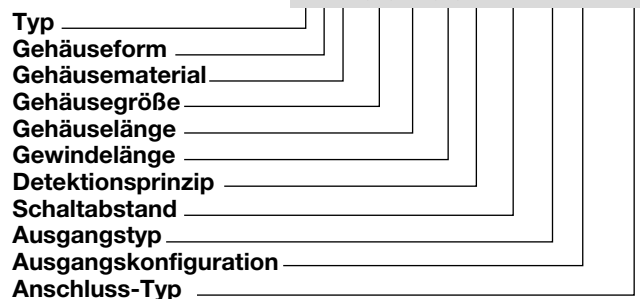 Typ
Gehäuseform
Gehäusematerial
Gehäusegröße
Gehäuselänge
Gewindelänge
Detektionsprinzip
Schaltabstand
Ausgangstyp
Ausgangskonfiguration
Anschluss-Typ